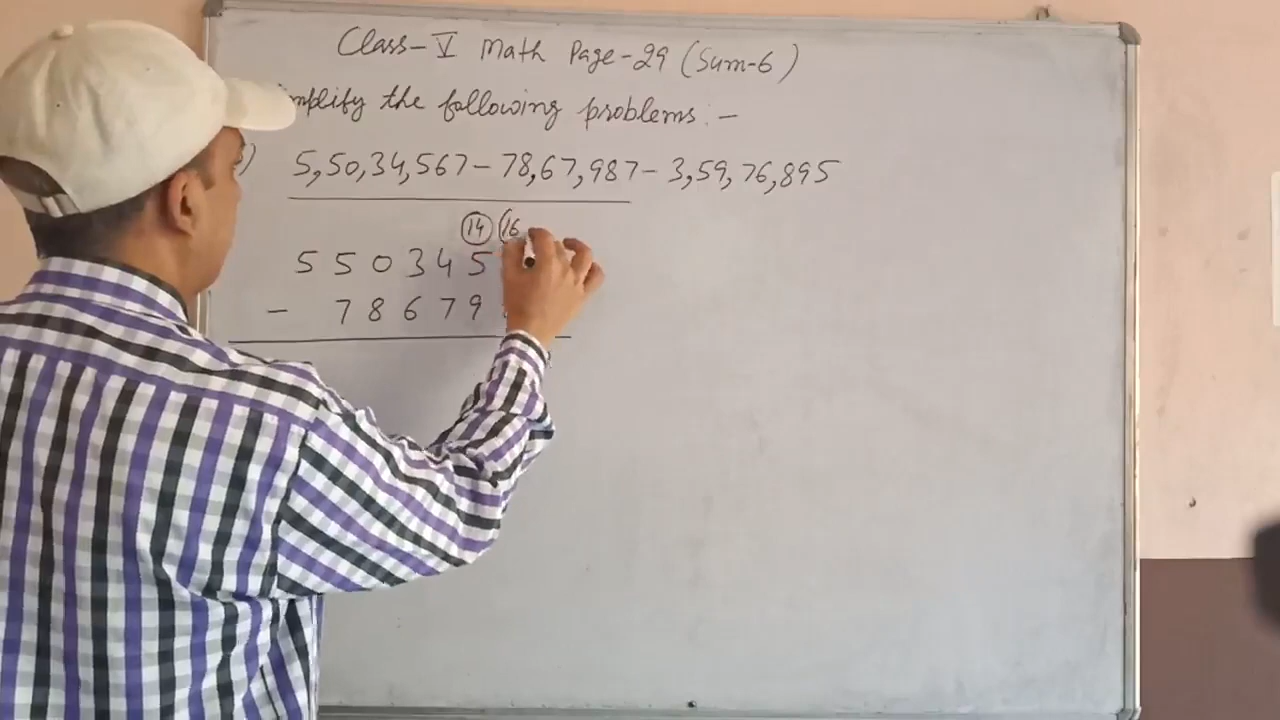 Class-V Math Page-29 (Sum-6)
implify the following problems:-
) 5,50,34,567-78,67,987-3,59,76,895
14 16
5 5 0 3 4 5
- 7 8 6 7 9